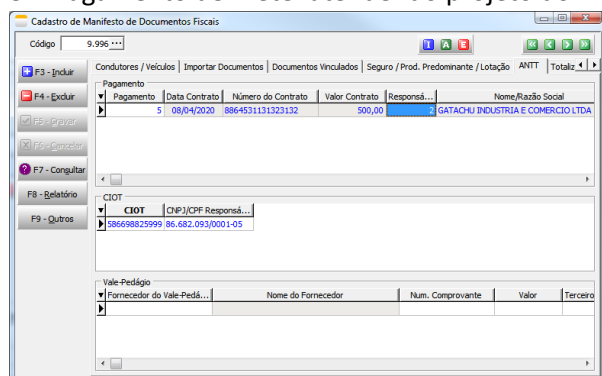 Cadastro de Manifesto de Documentos Fiscais
Código 9.996 ... I A E
F3 - Incluir
F4 - Excluir
F5 - Gravar
F6 - Cancelar
F7 - Consultar
F8 - Relatório
F9 - Outros
Condutores / Veículos Importar Documentos Documentos Vinculados Seguro / Prod. Predominante / Lotação ANTT Totaliz
Pagamento
Pagamento Data Contrato Número do Contrato Valor Contrato Responsá... Nome/Razão Social
5 08/04/2020 8864531131323132 500,00 2 GATACHU INDUSTRIA E COMERCIO LTDA
CIOT
CIOT CNPJ/CPF Responsá...
586698825999 86.682.093/0001-05
Vale-Pedágio
Fornecedor do Vale-Pedá... Nome do Fornecedor Num. Comprovante Valor Terceiro